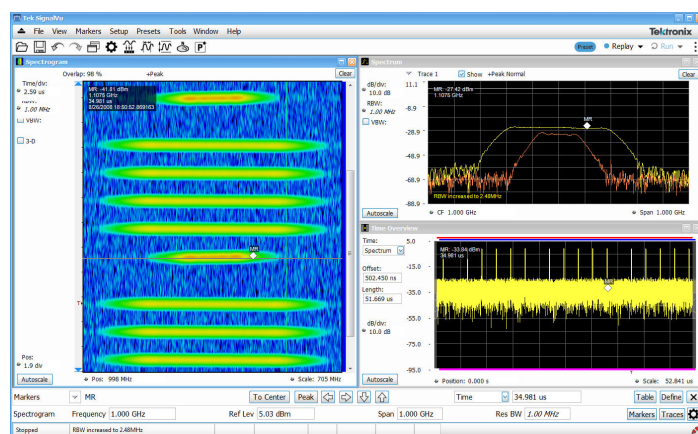 Tek SignalVu
File View Markers Setup Presets Tools Window Help
Tektronix
Preset Replay Run
Spectrogram
Time/div:
2.59 us
Overlap: 98 %
+Peak
Clear
RBW:
1.00 MHz
VBW:
3-D
MR: -41.81 dBm
1.1076 GHz
34.981 us
MR
T
Pos:
1.9 div
Autoscale
Pos: 998 MHz
Scale: 705 MHz
Spectrum
dB/div:
10.0 dB
RBW:
1.00 MHz
VBW:
Trace 1
Show
+Peak Normal
Clear
11.1
MR: -27.42 dBm
1.1076 GHz
-8.9
MR
-28.9
-48.9
-68.9
RBW increased to 2.48MHz
-88.9
Autoscale
CF 1.000 GHz
Span 1.000 GHz
Time Overview
Time:
Spectrum
Offset:
502.450 ns
Length:
51.669 us
dB/div:
10.0 dB
5.0
MR: -33.84 dBm
34.981 us
-15.0
MR
-35.0
-55.0
-75.0
-95.0
Autoscale
Position: 0.000 s
Scale: 52.841 us
Markers MR To Center Peak Time 34.981 us Table Define X
Spectrogram Frequency 1.000 GHz Ref Lev 5.03 dBm Span 1.000 GHz Res BW 1.00 MHz Markers Traces
Stopped RBW increased to 2.48MHz